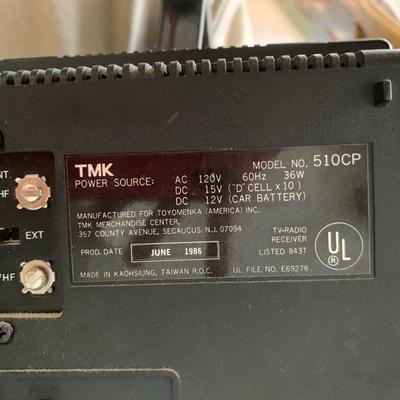 TMK
MODEL NO. 510CP
POWER SOURCE: AC 120V 60Hz 36W
DC 15V ("D" CELL x 10)
DC 12V (CAR BATTERY)
MANUFACTURED FOR TOYOMENKA (AMERICA) INC.
TMK MERCHANDISE CENTER,
357 COUNTY AVENUE, SECAUCUS. N.J. 07094
PROD. DATE JUNE 1986
TV-RADIO
RECEIVER
LISTED 843T
UL
®
MADE IN KAOHSIUNG, TAIWAN R.O.C.
UL FILE NO. E69278
NT.
HF
EXT
VHF